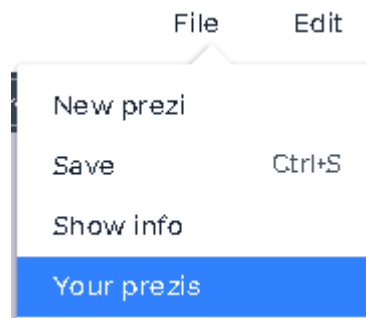 File Edit
New prezi
Save Ctrl+S
Show info
Your prezis